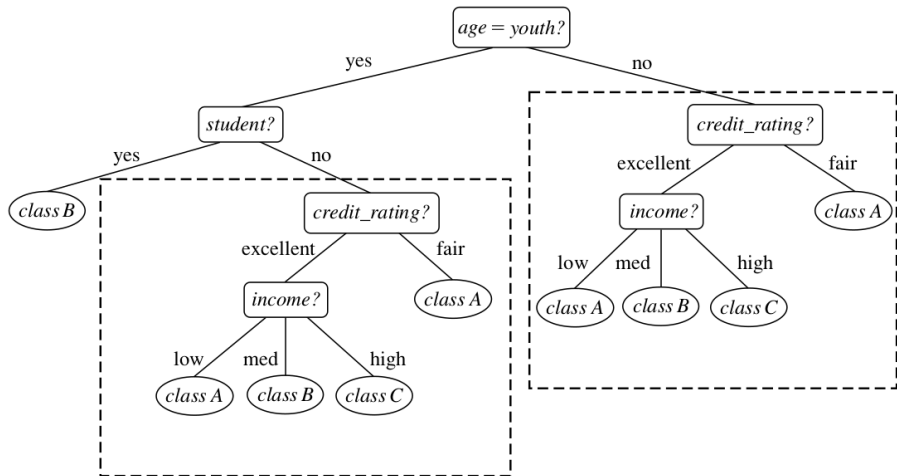 age = youth?
yes
no
student?
credit_rating?
yes
no
excellent
fair
class B
credit_rating?
income?
class A
excellent
fair
low
med
high
income?
class A
class A
class B
class C
low
med
high
class A
class B
class C